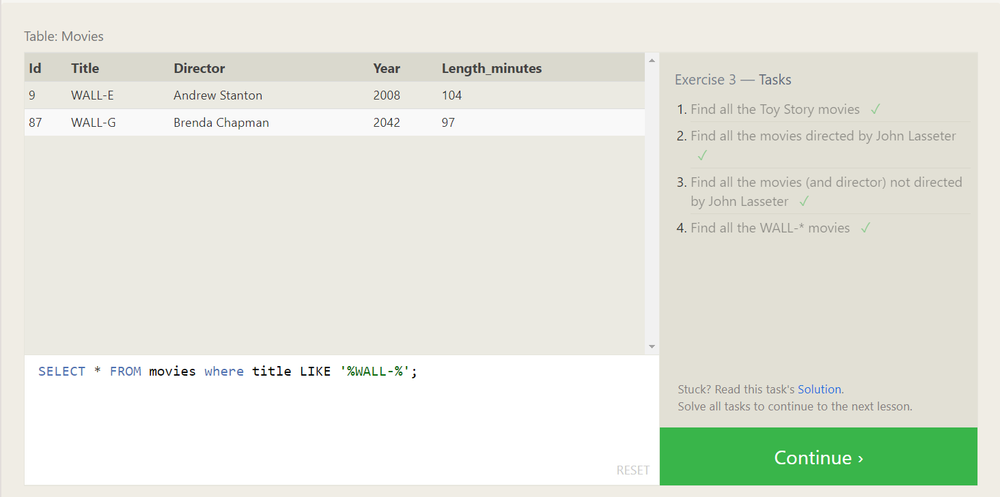 Table: Movies
Id Title Director Year Length_minutes
9 WALL-E Andrew Stanton 2008 104
87 WALL-G Brenda Chapman 2042 97
SELECT * FROM movies where title LIKE '%WALL-%';
RESET
Exercise 3 — Tasks
1. Find all the Toy Story movies ✓
2. Find all the movies directed by John Lasseter
✓
3. Find all the movies (and director) not directed
by John Lasseter ✓
4. Find all the WALL-* movies ✓
Stuck? Read this task's Solution.
Solve all tasks to continue to the next lesson.
Continue ›